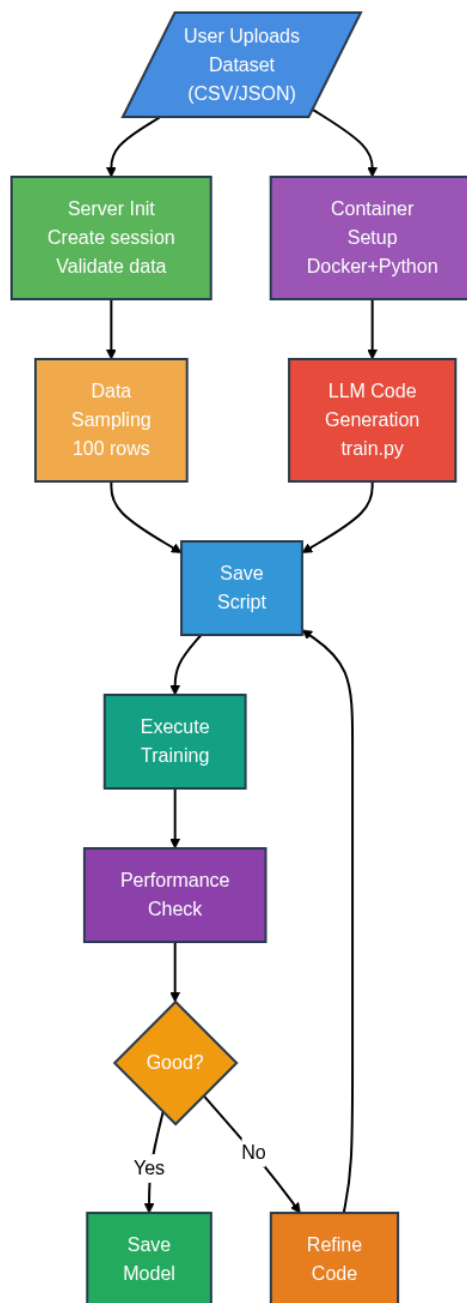 User Uploads
Dataset
(CSV/JSON)
Server Init
Create session
Validate data
Container
Setup
Docker+Python
Data
Sampling
100 rows
LLM Code
Generation
train.py
Save
Script
Execute
Training
Performance
Check
Good?
Yes
No
Save
Model
Refine
Code